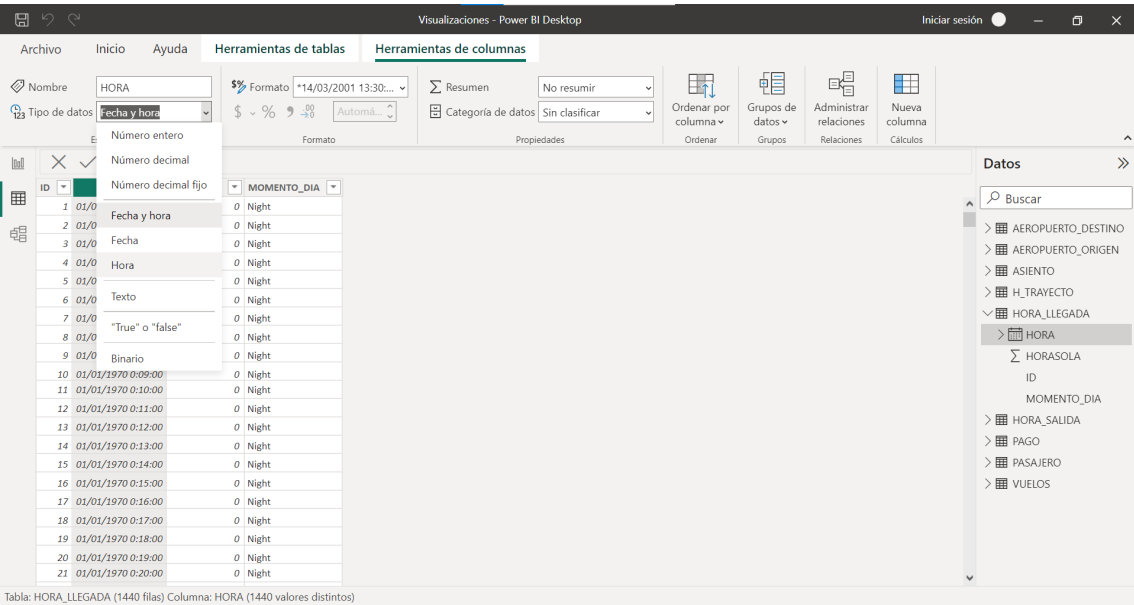 Visualizaciones - Power BI Desktop
Iniciar sesión
Archivo Inicio Ayuda Herramientas de tablas Herramientas de columnas
Nombre HORA
Formato *14/03/2001 13:30:...
Resumen No resumir
Tipo de datos Fecha y hora
$ % 9 .00 Automá...
Categoría de datos Sin clasificar
Ordenar por columna
Grupos de datos
Administrar relaciones
Nueva columna
Formato Propiedades Ordenar Grupos Relaciones Cálculos
Número entero
Número decimal
Número decimal fijo
Fecha y hora
Fecha
Hora
Texto
"True" o "false"
Binario
ID MOMENTO_DIA
1 01/0 0 Night
2 01/0 0 Night
3 01/0 0 Night
4 01/0 0 Night
5 01/0 0 Night
6 01/0 0 Night
7 01/0 0 Night
8 01/0 0 Night
9 01/0 0 Night
10 01/01/1970 0:09:00 0 Night
11 01/01/1970 0:10:00 0 Night
12 01/01/1970 0:11:00 0 Night
13 01/01/1970 0:12:00 0 Night
14 01/01/1970 0:13:00 0 Night
15 01/01/1970 0:14:00 0 Night
16 01/01/1970 0:15:00 0 Night
17 01/01/1970 0:16:00 0 Night
18 01/01/1970 0:17:00 0 Night
19 01/01/1970 0:18:00 0 Night
20 01/01/1970 0:19:00 0 Night
21 01/01/1970 0:20:00 0 Night
Datos
Buscar
AEROPUERTO_DESTINO
AEROPUERTO_ORIGEN
ASIENTO
H_TRAYECTO
HORA_LLEGADA
HORA
HORASOLA
ID
MOMENTO_DIA
HORA_SALIDA
PAGO
PASAJERO
VUELOS
Tabla: HORA_LLEGADA (1440 filas) Columna: HORA (1440 valores distintos)